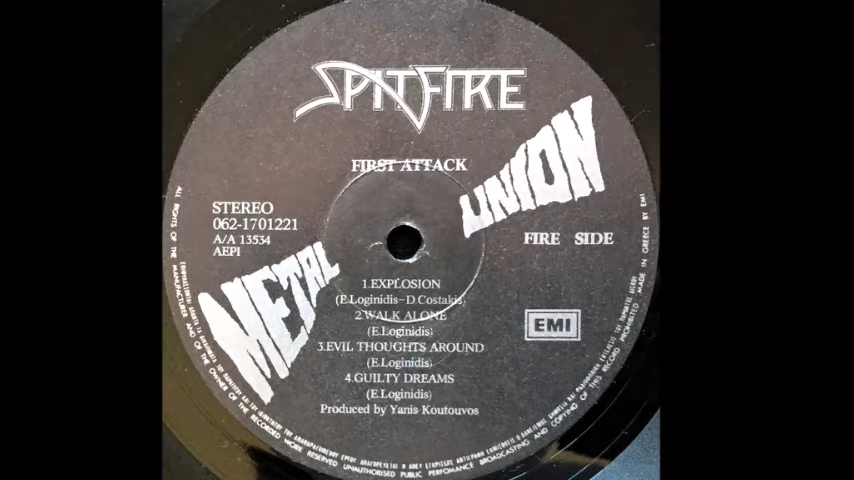 SPITFIRE
FIRST ATTACK
METAL UNION
STEREO
062-1701221
A/A 13534
AEPI
FIRE SIDE
1.EXPLOSION
(E.Loginidis-D.Costakis)
2.WALK ALONE
(E.Loginidis)
3.EVIL THOUGHTS AROUND
(E.Loginidis)
4.GUILTY DREAMS
(E.Loginidis)
Produced by Yanis Koutouvos
EMI
ALL RIGHTS OF THE MANUFACTURER AND OF THE OWNER OF THE RECORDED WORK RESERVED UNAUTHORISED PUBLIC PERFOMANCE BROADCASTING AND COPYING OF THIS RECORD PROHIBITED MADE IN GREECE BY EMI